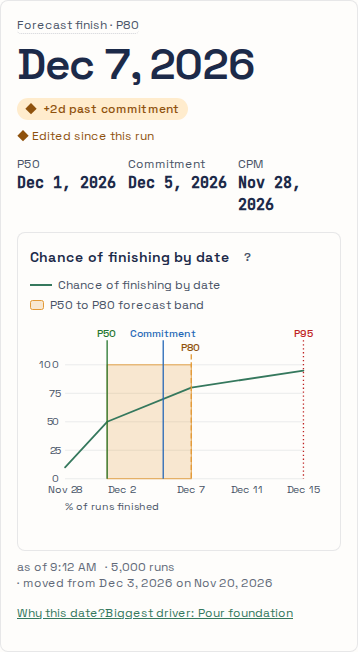 Forecast finish · P80
Dec 7, 2026
+2d past commitment
Edited since this run
P50 Commitment CPM
Dec 1, 2026 Dec 5, 2026 Nov 28, 2026
Chance of finishing by date ?
Chance of finishing by date
P50 to P80 forecast band
P50 Commitment P95
P80
100
75
50
25
0
Nov 28 Dec 2 Dec 7 Dec 11 Dec 15
% of runs finished
as of 9:12 AM · 5,000 runs
· moved from Dec 3, 2026 on Nov 20, 2026
Why this date?Biggest driver: Pour foundation